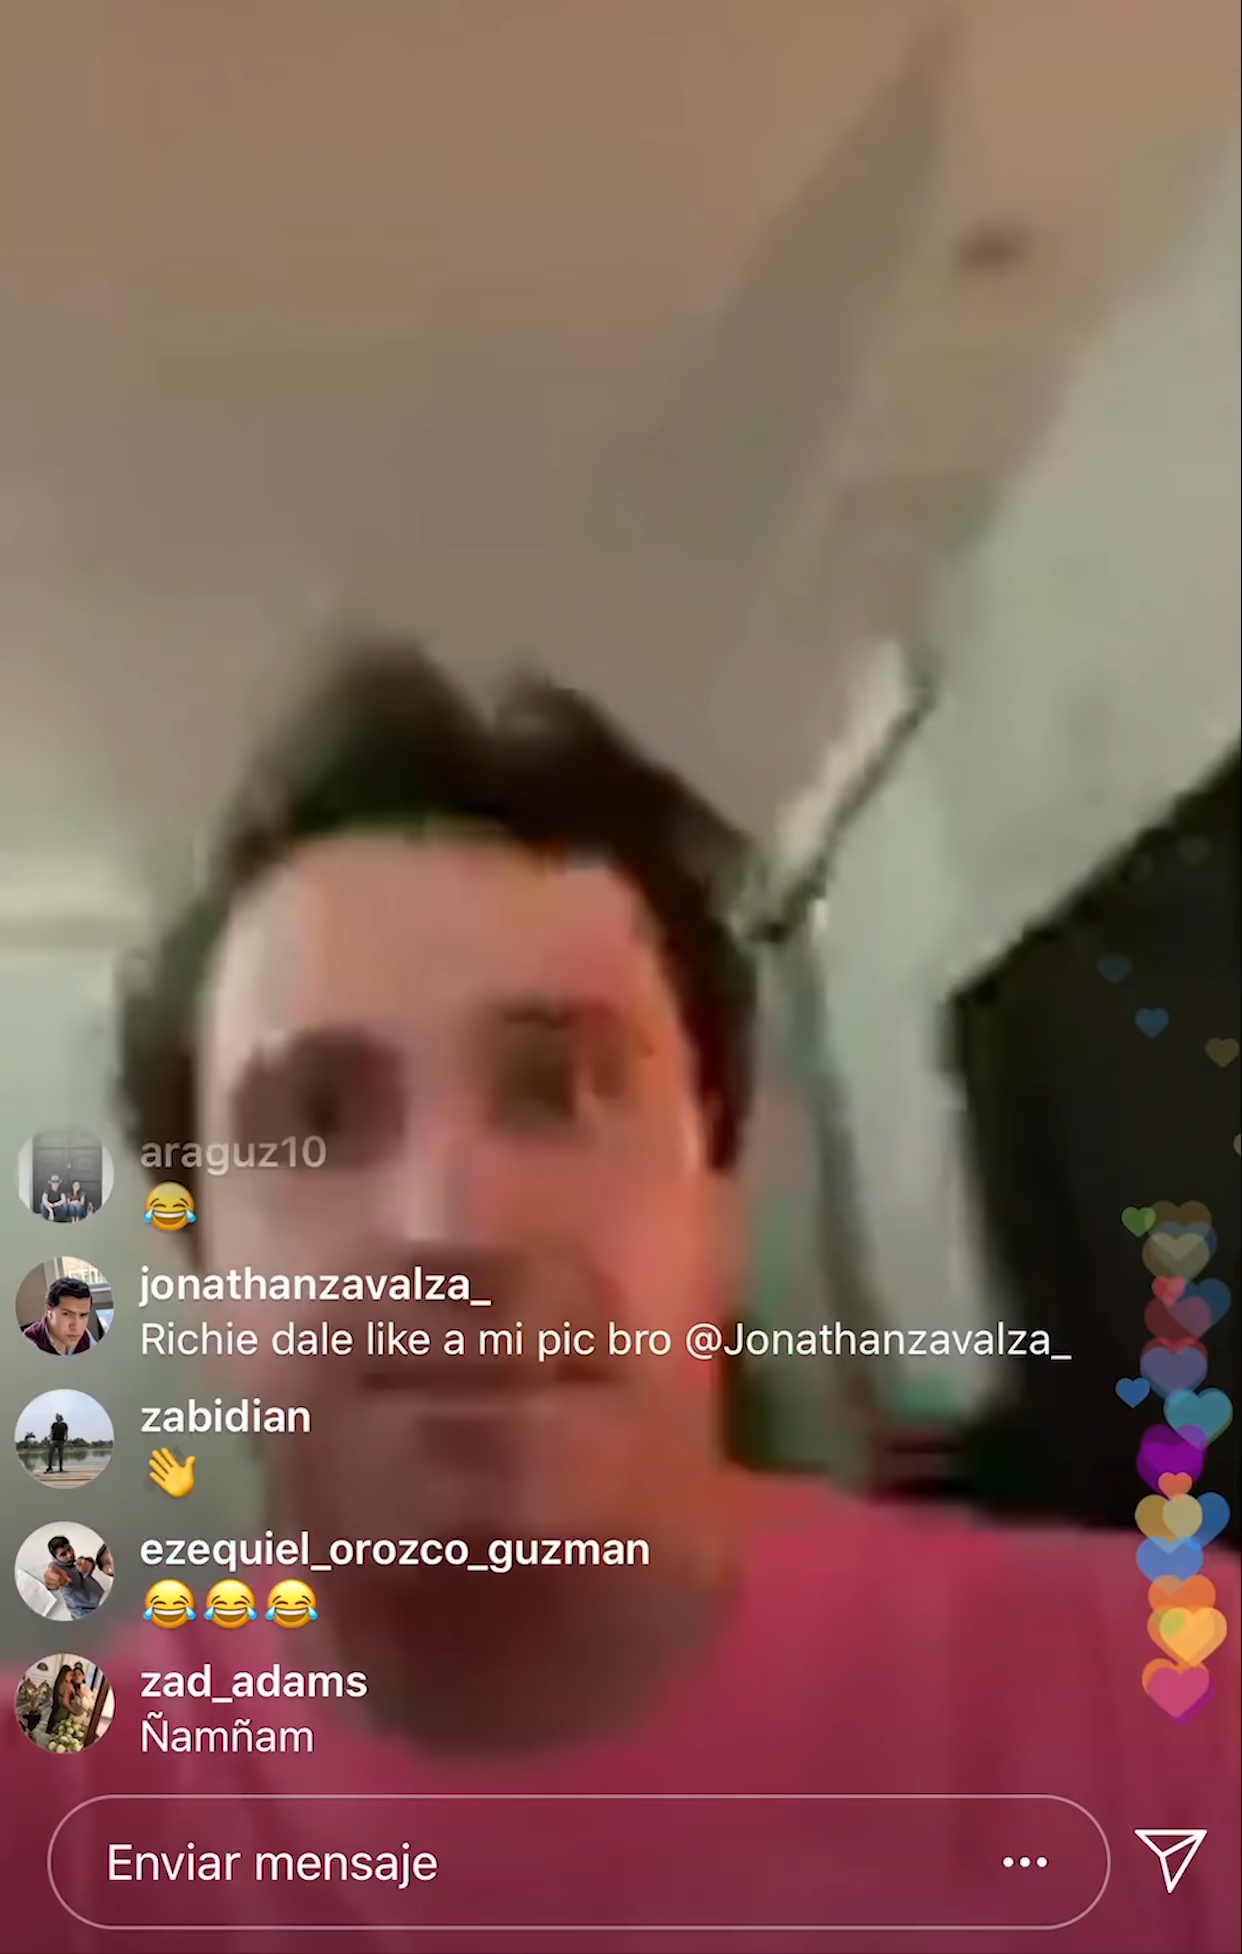 araguz10
😂
jonathanzavalza_
Richie dale like a mi pic bro @Jonathanzavalza_
zabidian
👋
ezequiel_orozco_guzman
😂😂😂
zad_adams
Ñamñam
Enviar mensaje